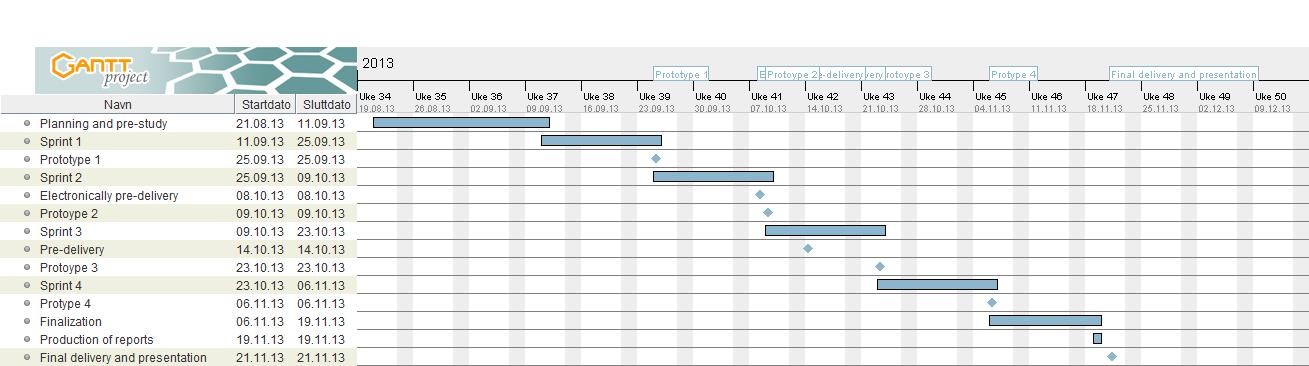 GANTT
project
2013
Prototype 1 E Protoype 2 e-delivery very rotoype 3 Protype 4 Final delivery and presentation
Navn Startdato Sluttdato Uke 34 Uke 35 Uke 36 Uke 37 Uke 38 Uke 39 Uke 40 Uke 41 Uke 42 Uke 43 Uke 44 Uke 45 Uke 46 Uke 47 Uke 48 Uke 49 Uke 50
19.08.13 26.08.13 02.09.13 09.09.13 16.09.13 23.09.13 30.09.13 07.10.13 14.10.13 21.10.13 28.10.13 04.11.13 11.11.13 18.11.13 25.11.13 02.12.13 09.12.13
Planning and pre-study 21.08.13 11.09.13
Sprint 1 11.09.13 25.09.13
Prototype 1 25.09.13 25.09.13
Sprint 2 25.09.13 09.10.13
Electronically pre-delivery 08.10.13 08.10.13
Protoype 2 09.10.13 09.10.13
Sprint 3 09.10.13 23.10.13
Pre-delivery 14.10.13 14.10.13
Protoype 3 23.10.13 23.10.13
Sprint 4 23.10.13 06.11.13
Protype 4 06.11.13 06.11.13
Finalization 06.11.13 19.11.13
Production of reports 19.11.13 19.11.13
Final delivery and presentation 21.11.13 21.11.13